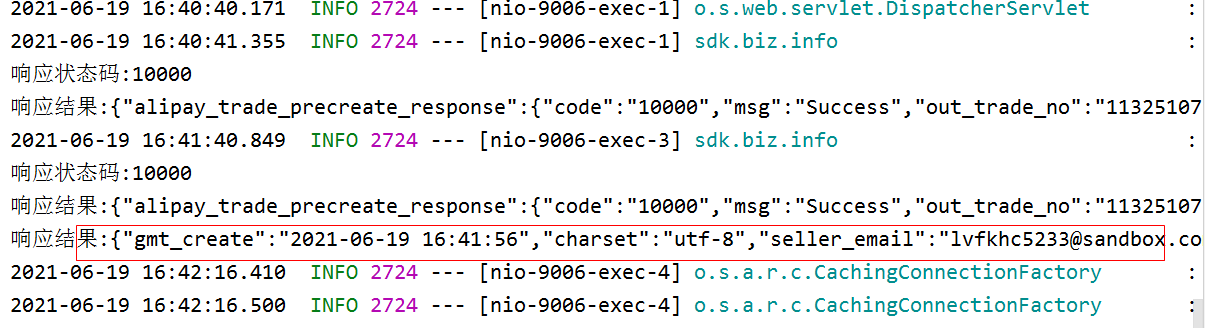 2021-06-19 16:40:40.171  INFO 2724 --- [nio-9006-exec-1] o.s.web.servlet.DispatcherServlet        :
2021-06-19 16:40:41.355  INFO 2724 --- [nio-9006-exec-1] sdk.biz.info                             :
响应状态码:10000
响应结果:{"alipay_trade_precreate_response":{"code":"10000","msg":"Success","out_trade_no":"11325107
2021-06-19 16:41:40.849  INFO 2724 --- [nio-9006-exec-3] sdk.biz.info                             :
响应状态码:10000
响应结果:{"alipay_trade_precreate_response":{"code":"10000","msg":"Success","out_trade_no":"11325107
响应结果:{"gmt_create":"2021-06-19 16:41:56","charset":"utf-8","seller_email":"lvfkhc5233@sandbox.co
2021-06-19 16:42:16.410  INFO 2724 --- [nio-9006-exec-4] o.s.a.r.c.CachingConnectionFactory       :
2021-06-19 16:42:16.500  INFO 2724 --- [nio-9006-exec-4] o.s.a.r.c.CachingConnectionFactory       :